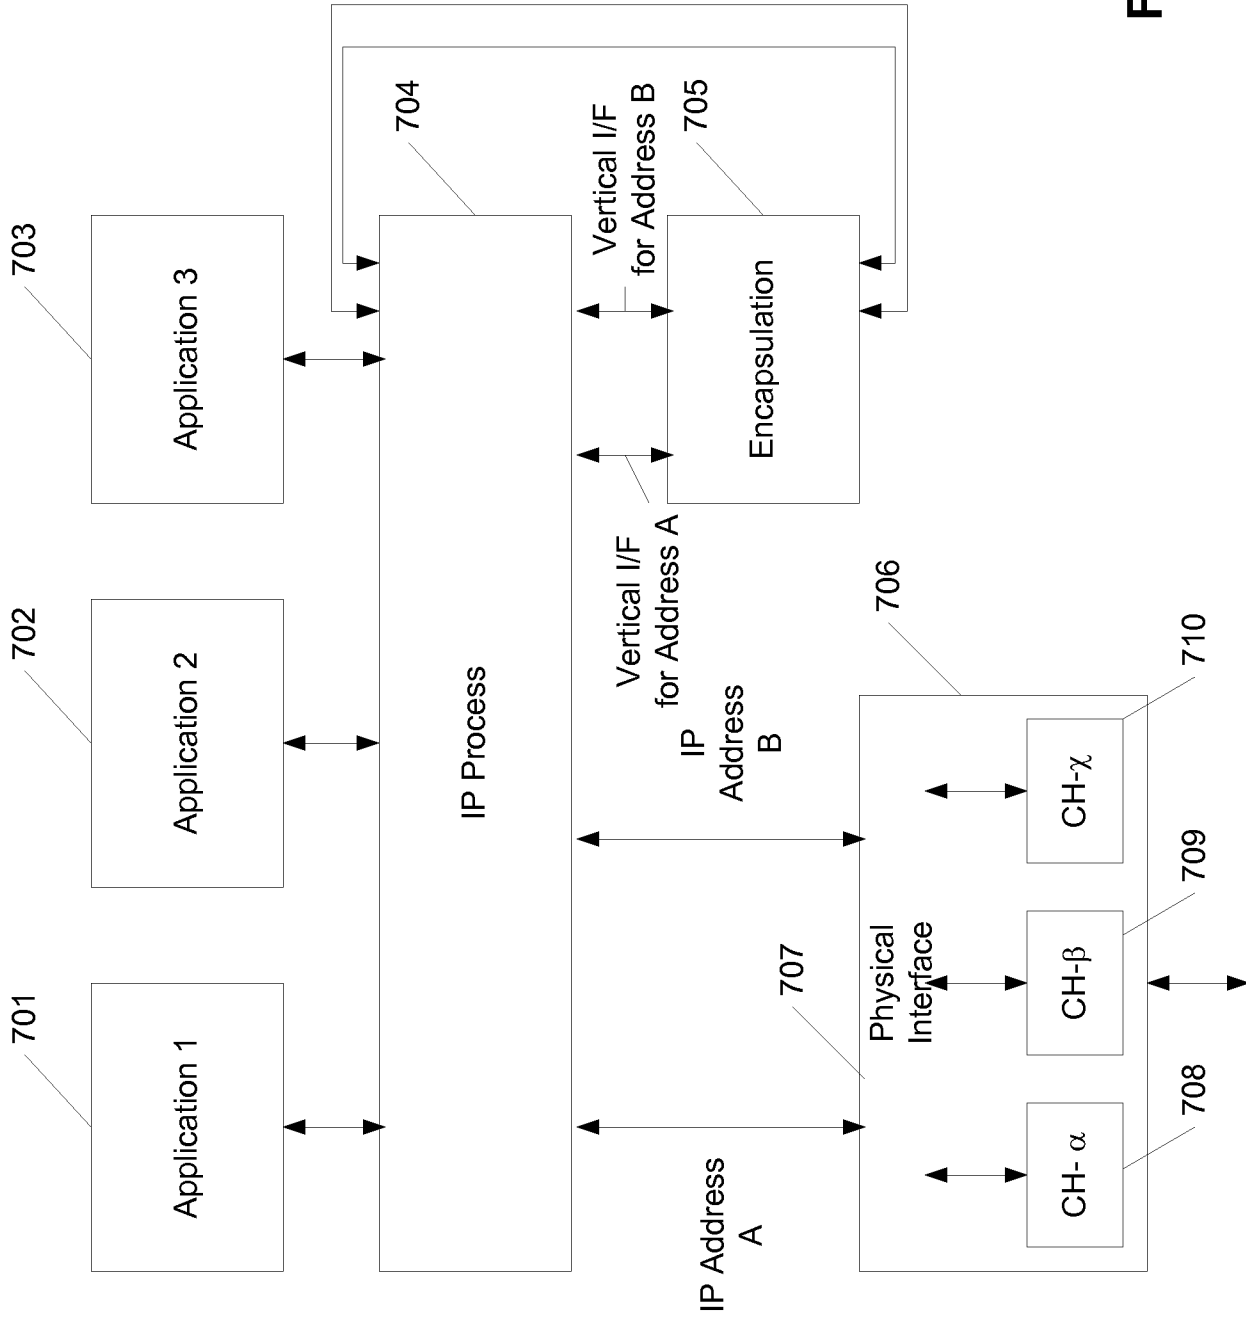 701
702
703
Application 1
Application 2
Application 3
704
IP Process
Vertical I/F
for Address B
705
Vertical I/F
for Address A
Encapsulation
IP Address
A
IP
Address
B
706
707
Physical
Interface
CH- α
CH-β
CH-χ
708
709
710
F